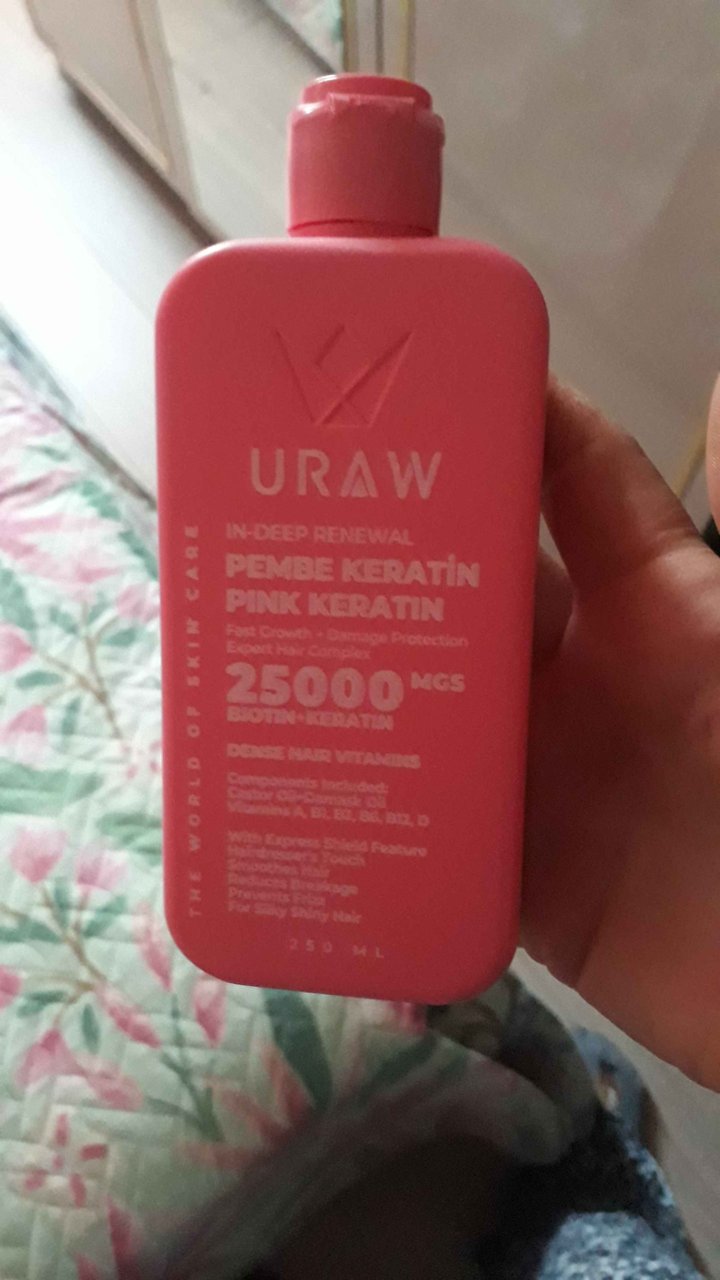 URAW
IN-DEEP RENEWAL
PEMBE KERATİN
PINK KERATIN
Fast Growth + Damage Protection
Expert Hair Complex
25000 MGS
BIOTIN+KERATIN
DENSE HAIR VITAMINS
Components Included:
Castor Oil+Damask Oil
Vitamins A, B1, B2, B6, B12, D
With Express Shield Feature
Hairdresser's Touch
Smoothes Hair
Reducts Breakage
Prevents Frizz
For Silky Shiny Hair
250 ML
THE WORLD OF SKIN CARE